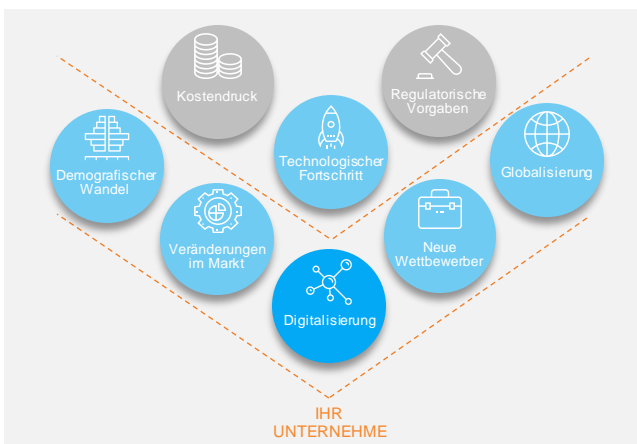 Kostendruck
Regulatorische
Vorgaben
Demografischer
Wandel
Technologischer
Fortschritt
Globalisierung
Veränderungen
im Markt
Neue
Wettbewerber
Digitalisierung
IHR
UNTERNEHME